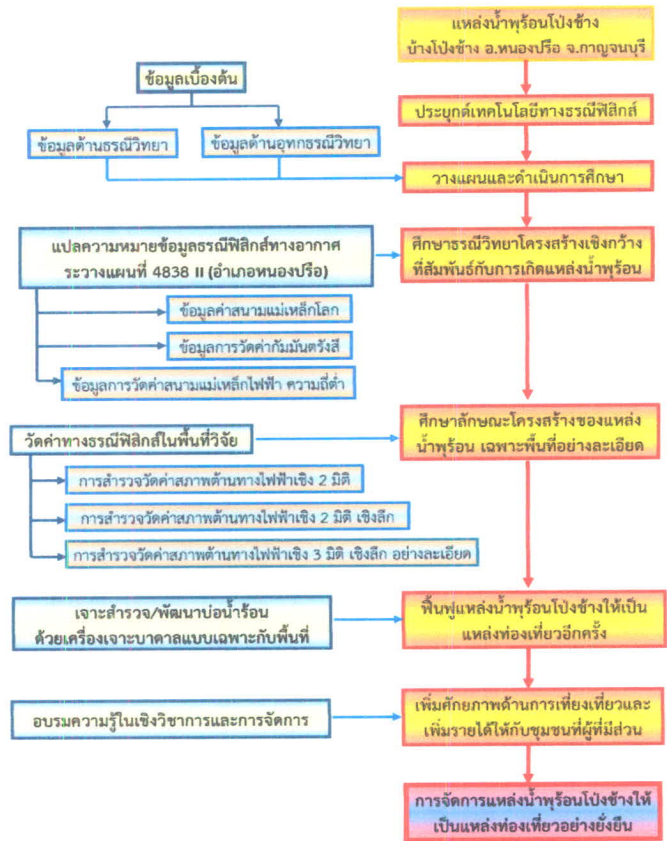 แหล่งน้ำพุร้อนโป่งช้าง
บ้างโป่งช้าง อ.หนองปรือ จ.กาญจนบุรี
ข้อมูลเบื้องต้น
ประยุกต์เทคโนโลยีทางธรณีฟิสิกส์
ข้อมูลด้านธรณีวิทยา
ข้อมูลด้านอุทกธรณีวิทยา
วางแผนและดำเนินการศึกษา
แปลความหมายข้อมูลธรณีฟิสิกส์ทางอากาศ
ระวางแผนที่ 4838 II (อำเภอหนองปรือ)
ศึกษาธรณีวิทยาโครงสร้างเชิงกว้าง
ที่สัมพันธ์กับการเกิดแหล่งน้ำพุร้อน
ข้อมูลค่าสนามแม่เหล็กโลก
ข้อมูลการวัดค่ากัมมันตรังสี
ข้อมูลการวัดค่าสนามแม่เหล็กไฟฟ้า ความถี่ต่ำ
วัดค่าทางธรณีฟิสิกส์ในพื้นที่วิจัย
ศึกษาลักษณะโครงสร้างของแหล่ง
น้ำพุร้อน เฉพาะพื้นที่อย่างละเอียด
การสำรวจวัดค่าสภาพต้านทางไฟฟ้าเชิง 2 มิติ
การสำรวจวัดค่าสภาพต้านทางไฟฟ้าเชิง 2 มิติ เชิงลึก
การสำรวจวัดค่าสภาพต้านทางไฟฟ้าเชิง 3 มิติ เชิงลึก อย่างละเอียด
เจาะสำรวจ/พัฒนาบ่อน้ำร้อน
ด้วยเครื่องเจาะบาดาลแบบเฉพาะกับพื้นที่
ฟื้นฟูแหล่งน้ำพุร้อนโป่งช้างให้เป็น
แหล่งท่องเที่ยวอีกครั้ง
อบรมความรู้ในเชิงวิชาการและการจัดการ
เพิ่มศักยภาพด้านการเที่ยงเที่ยวและ
เพิ่มรายได้ให้กับชุมชนที่ผู้ที่มีส่วน
การจัดการแหล่งน้ำพุร้อนโป่งช้างให้
เป็นแหล่งท่องเที่ยวอย่างยั่งยืน